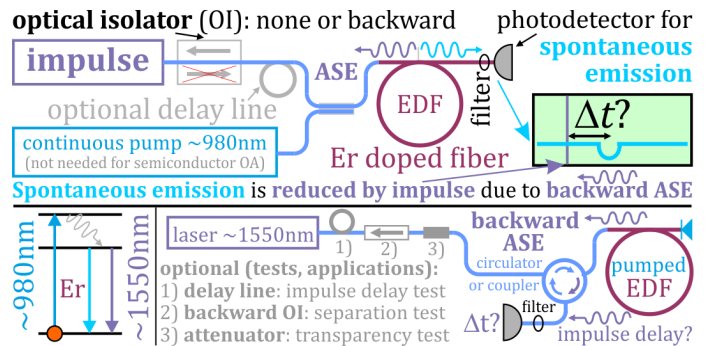 optical isolator (OI): none or backward
photodetector for
spontaneous
emission
impulse
ASE
optional delay line
EDF
filter
Δt?
continuous pump ~980nm
(not needed for semiconductor OA)
Er doped fiber
Spontaneous emission is reduced by impulse due to backward ASE
~980nm
Er
~1550nm
laser ~1550nm
1)
2)
3)
backward
ASE
circulator
or coupler
pumped
EDF
optional (tests, applications):
1) delay line: impulse delay test
2) backward OI: separation test
3) attenuator: transparency test
Δt?
filter
impulse delay?